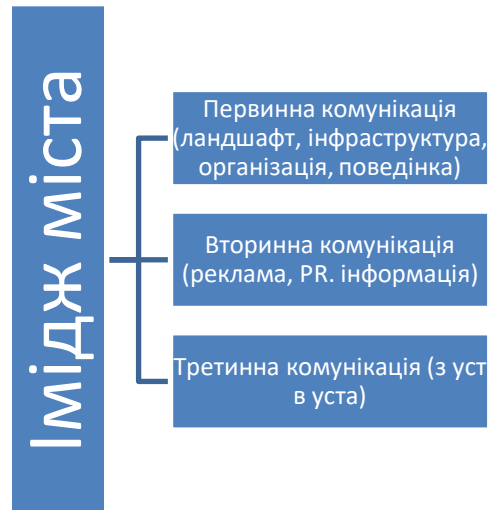 Імідж міста
Первинна комунікація
(ландшафт, інфраструктура,
організація, поведінка)
Вторинна комунікація
(реклама, PR. інформація)
Третинна комунікація (з уст
в уста)